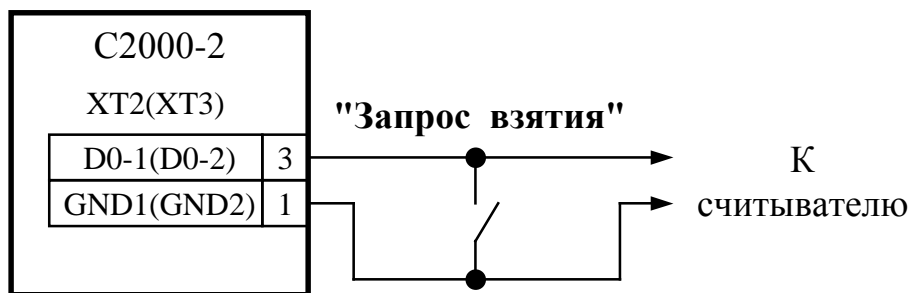 С2000-2
XT2(XT3)
"Запрос взятия"
D0-1(D0-2) 3
К
GND1(GND2) 1
считывателю